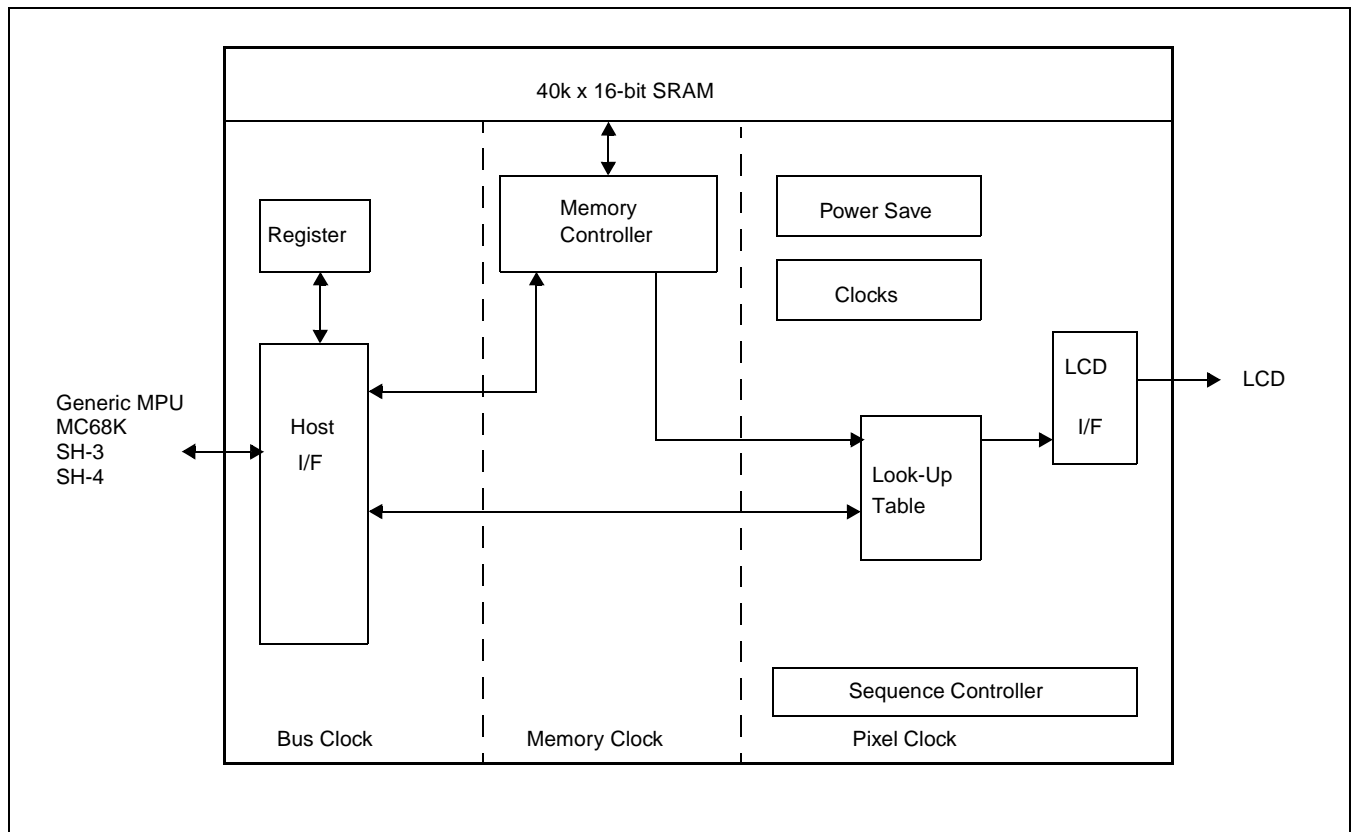 40k x 16-bit SRAM
Register
Memory
Controller
Power Save
Clocks
Generic MPU
MC68K
SH-3
SH-4
Host
I/F
LCD
I/F
LCD
Look-Up
Table
Sequence Controller
Bus Clock
Memory Clock
Pixel Clock